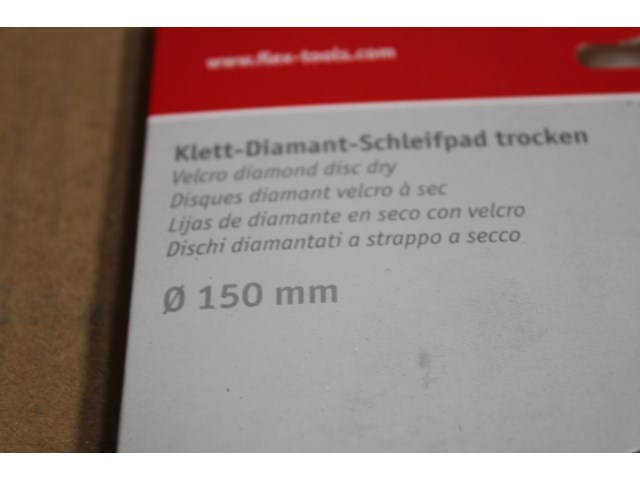 www.flex-tools.com
Klett-Diamant-Schleifpad trocken
Velcro diamond disc dry
Disques diamant velcro à sec
Lijas de diamante en seco con velcro
Dischi diamantati a strappo a secco
Ø 150 mm